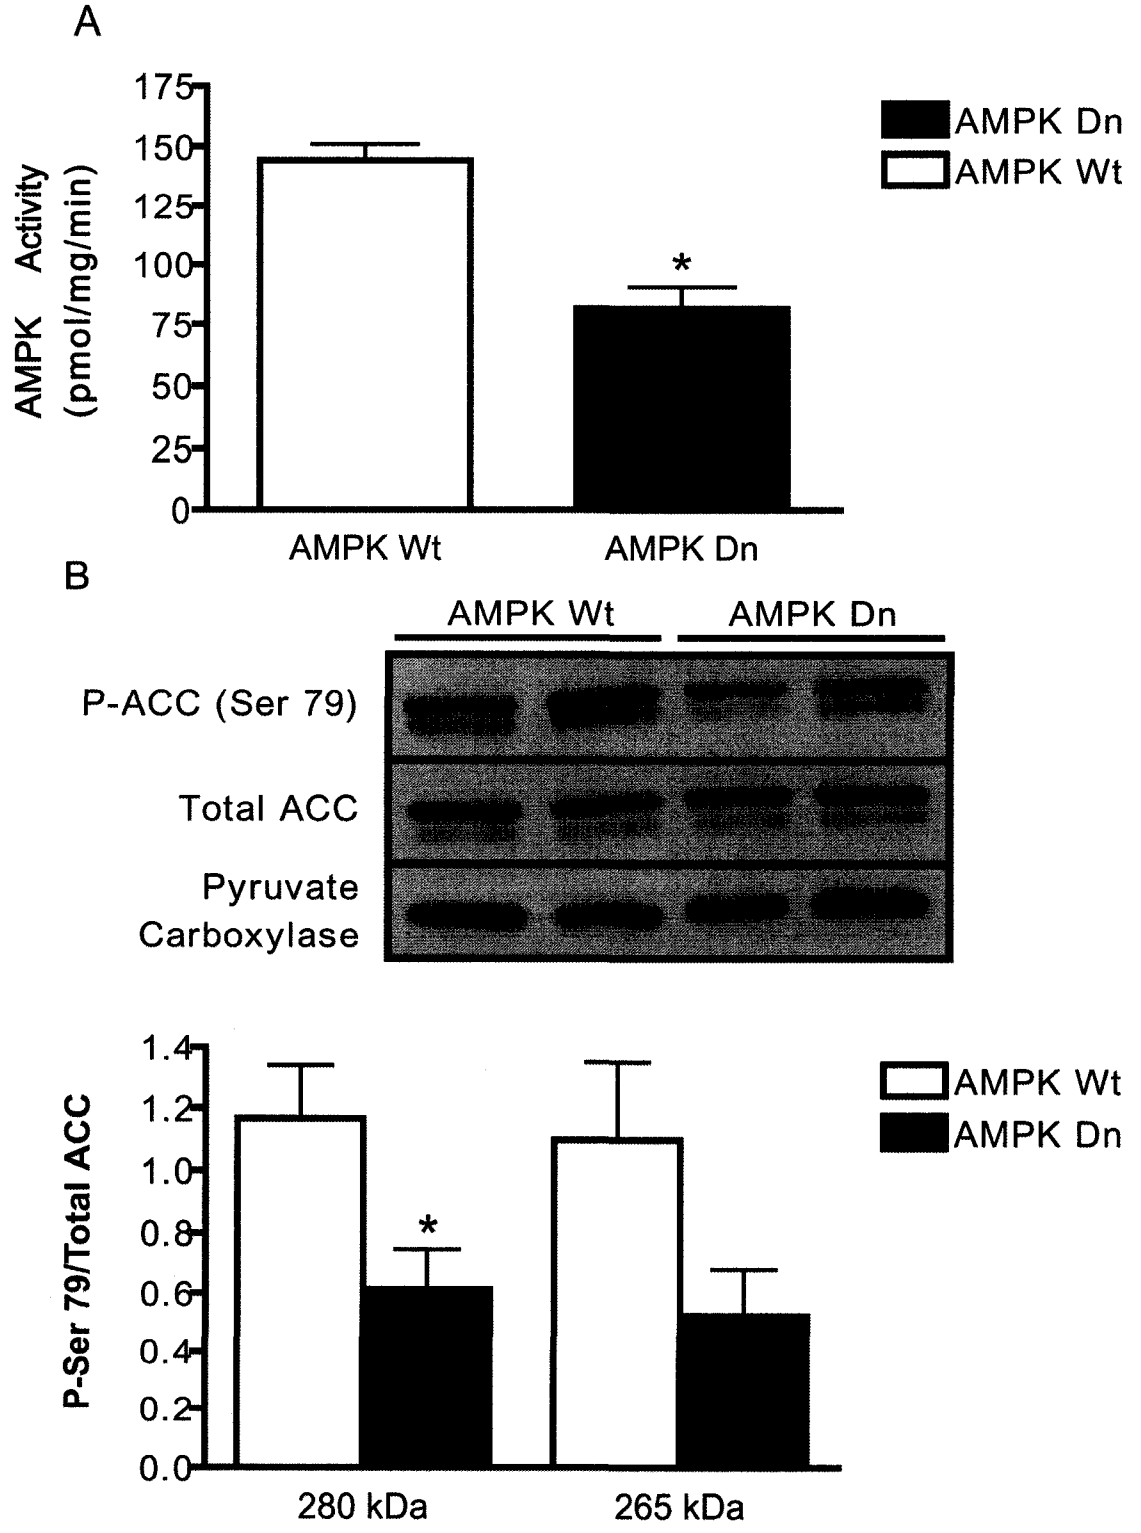 A
175
150
125
100
75
50
25
0
AMPK Activity
(pmol/mg/min)
*
AMPK Dn
AMPK Wt
AMPK Wt
AMPK Dn
B
AMPK Wt
AMPK Dn
P-ACC (Ser 79)
Total ACC
Pyruvate
Carboxylase
1.4
1.2
1.0
0.8
0.6
0.4
0.2
0.0
P-Ser 79/Total ACC
*
AMPK Wt
AMPK Dn
280 kDa
265 kDa